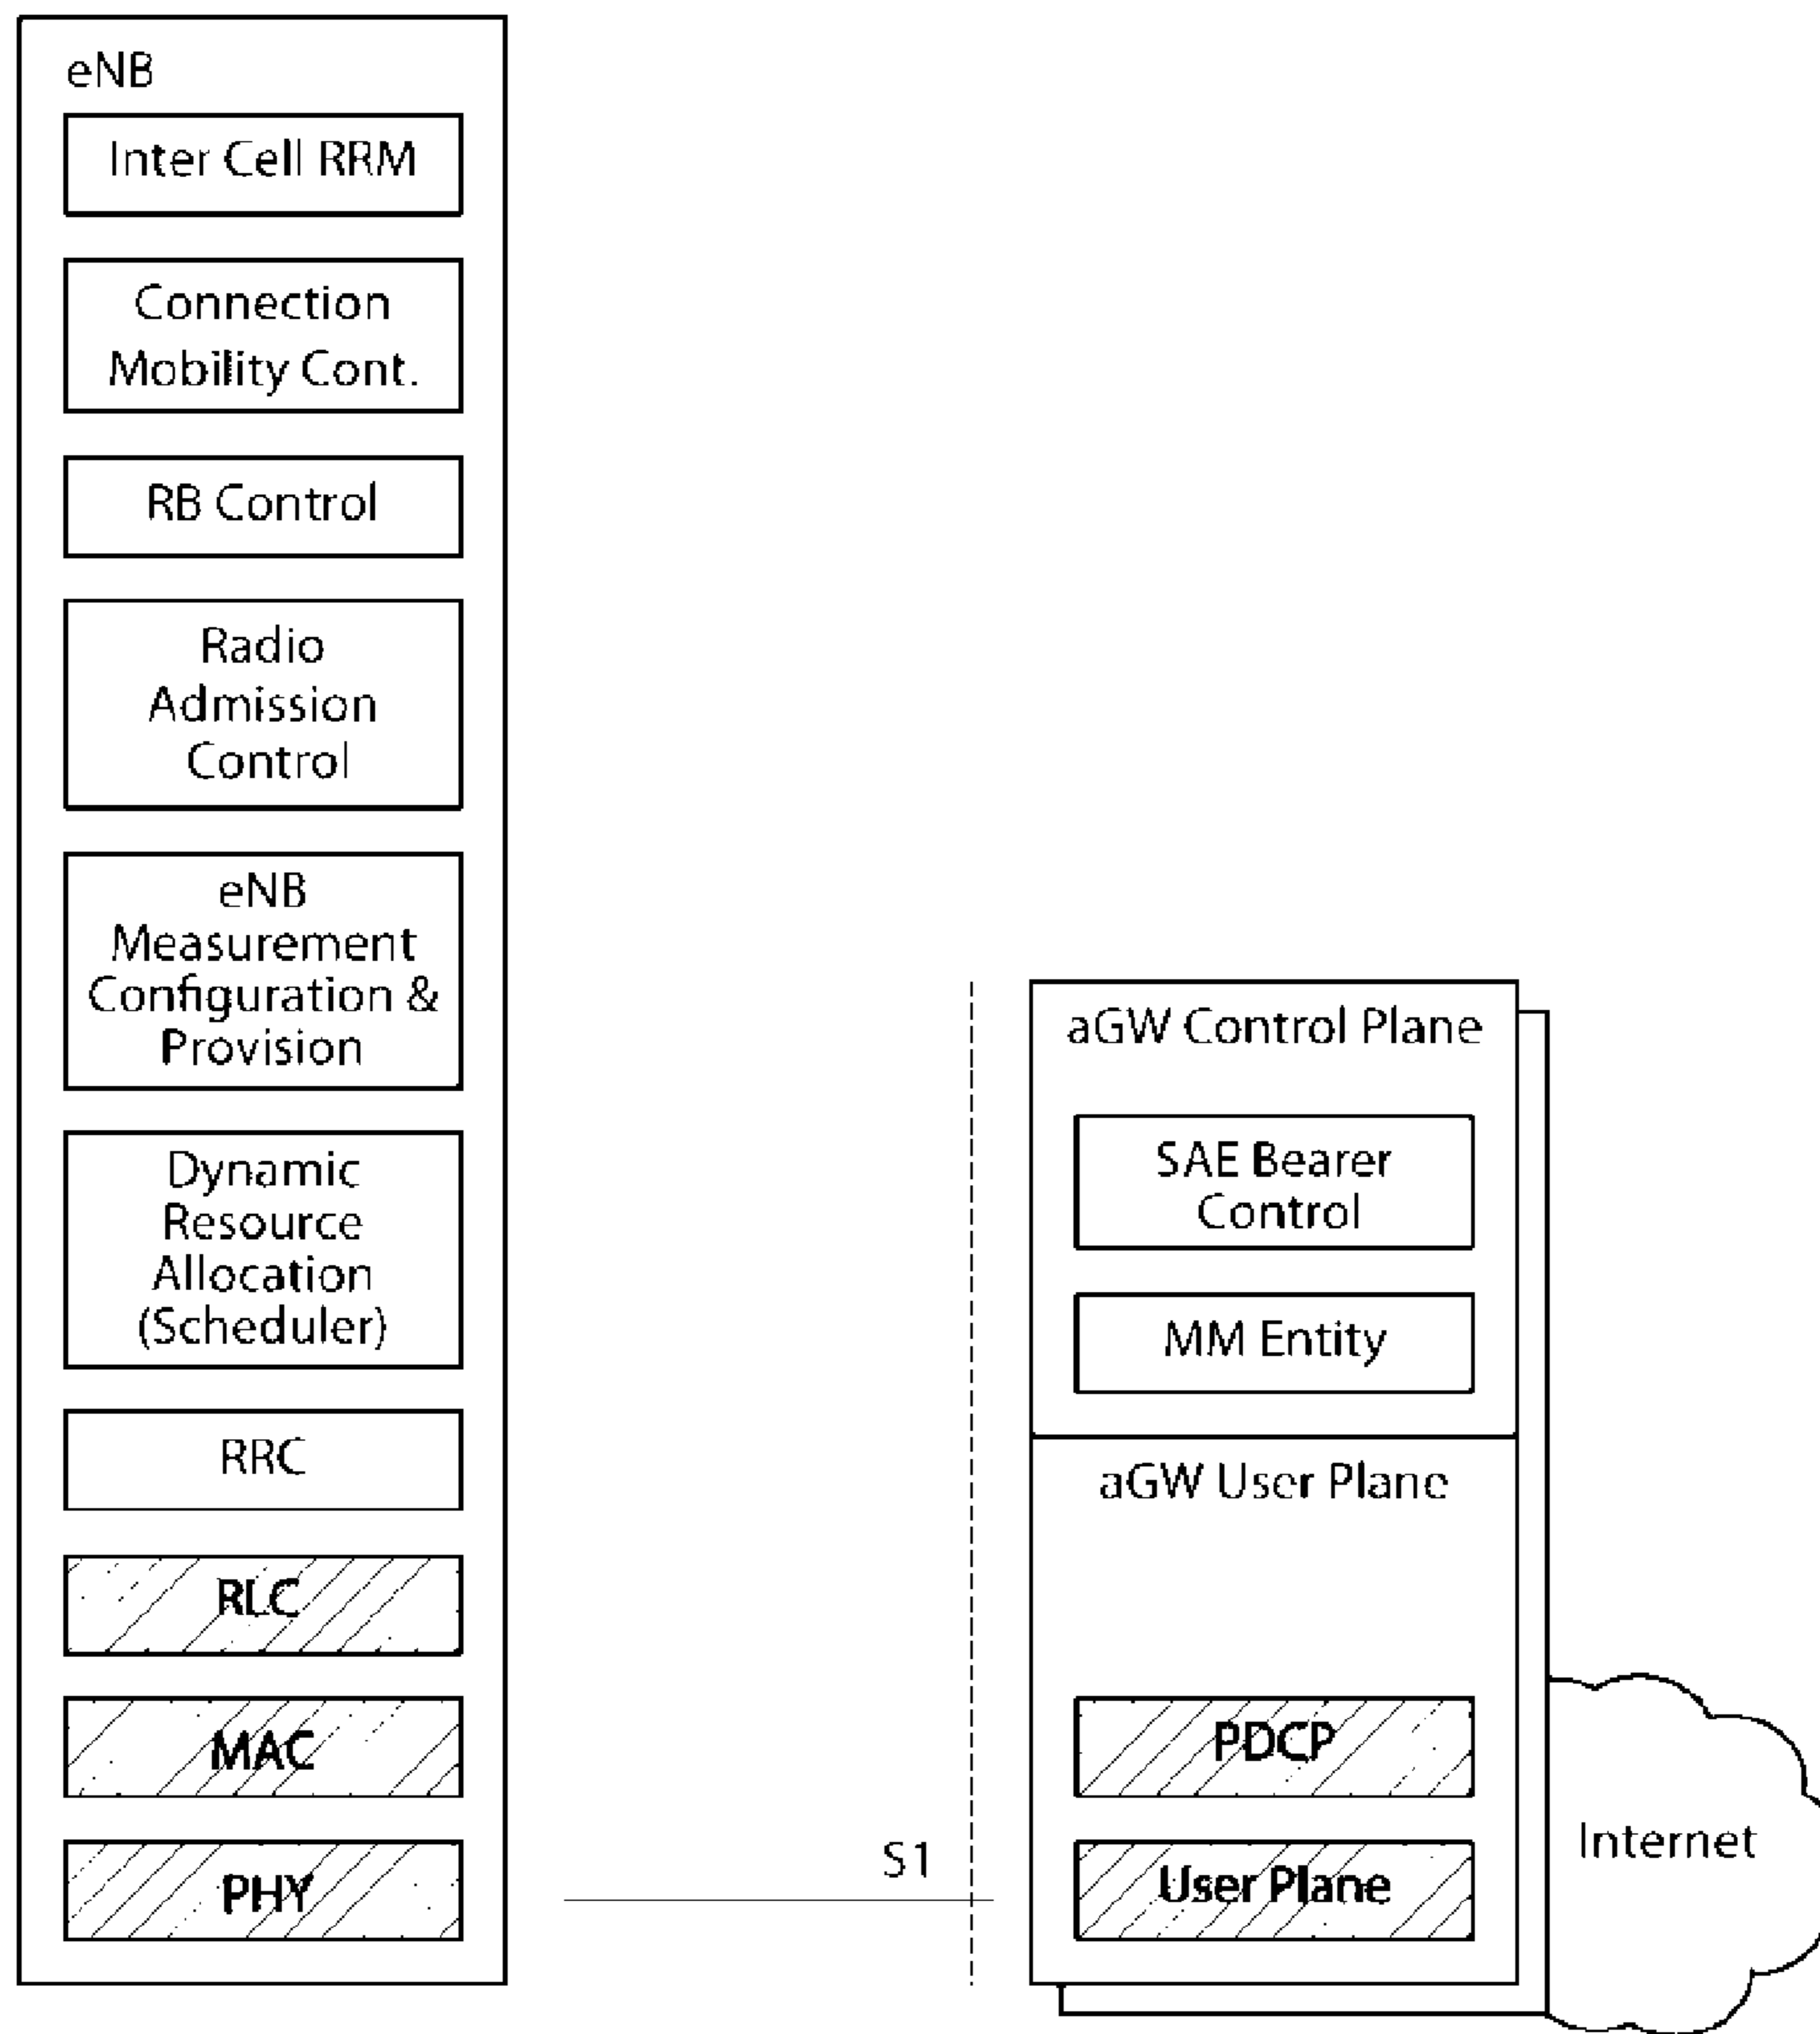 eNB
Inter Cell RRM
Connection
Mobility Cont.
RB Control
Radio
Admission
Control
eNB
Measurement
Configuration &
Provision
Dynamic
Resource
Allocation
(Scheduler)
RRC
RLC
MAC
PHY
S1
aGW Control Plane
SAE Bearer
Control
MM Entity
aGW User Plane
PDCP
User Plane
Internet